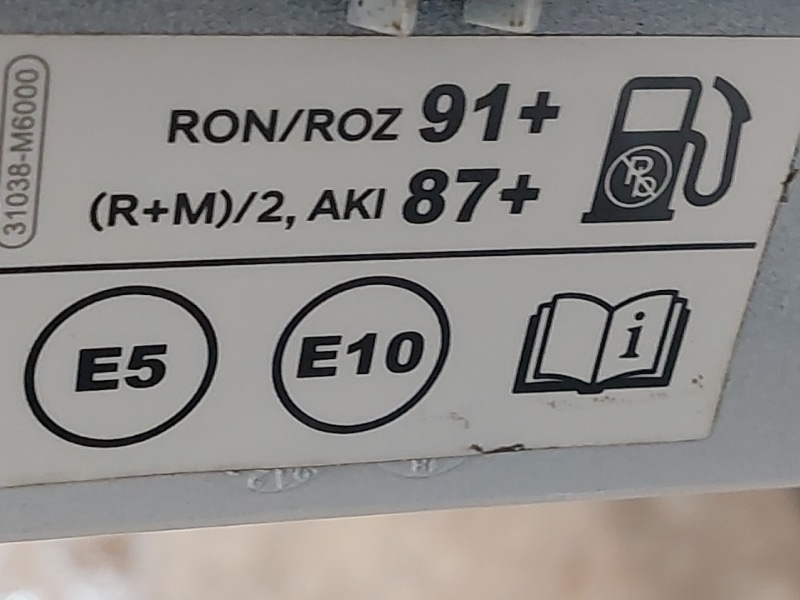 31038-M6000
RON/ROZ 91+
(R+M)/2, AKI 87+
Pb
E5
E10
i